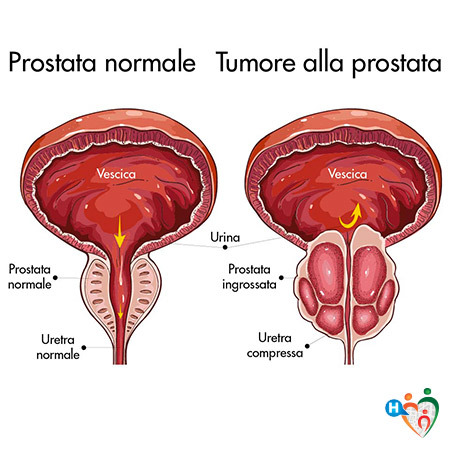 Prostata normale
Tumore alla prostata
Vescica
Vescica
Urina
Prostata
normale
Prostata
ingrossata
Uretra
normale
Uretra
compressa
H